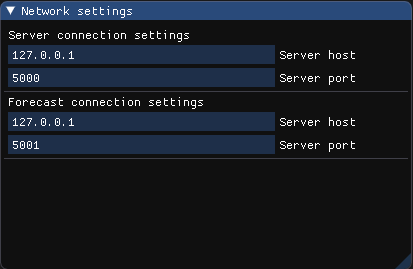 Network settings
Server connection settings
127.0.0.1 Server host
5000 Server port
Forecast connection settings
127.0.0.1 Server host
5001 Server port